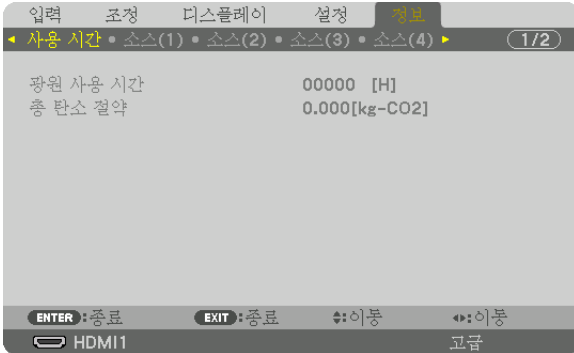 입력 조정 디스플레이 설정 정보
◂ 사용 시간 • 소스(1) • 소스(2) • 소스(3) • 소스(4) ▸ 1/2
광원 사용 시간 00000 [H]
총 탄소 절약 0.000[kg-CO2]
ENTER :종료 EXIT :종료 :이동 :이동
HDMI1 고급